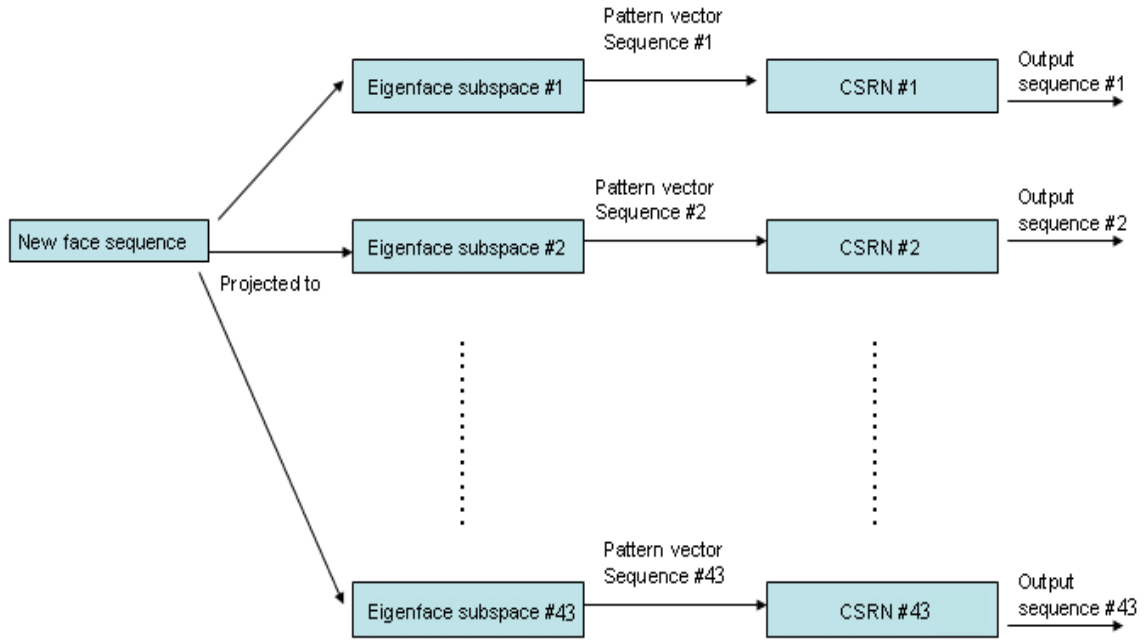 Pattern vector
Sequence #1
Output
sequence #1
Eigenface subspace #1
CSRN #1
Pattern vector
Sequence #2
Output
sequence #2
New face sequence
Eigenface subspace #2
CSRN #2
Projected to
Pattern vector
Sequence #43
Output
sequence #43
Eigenface subspace #43
CSRN #43